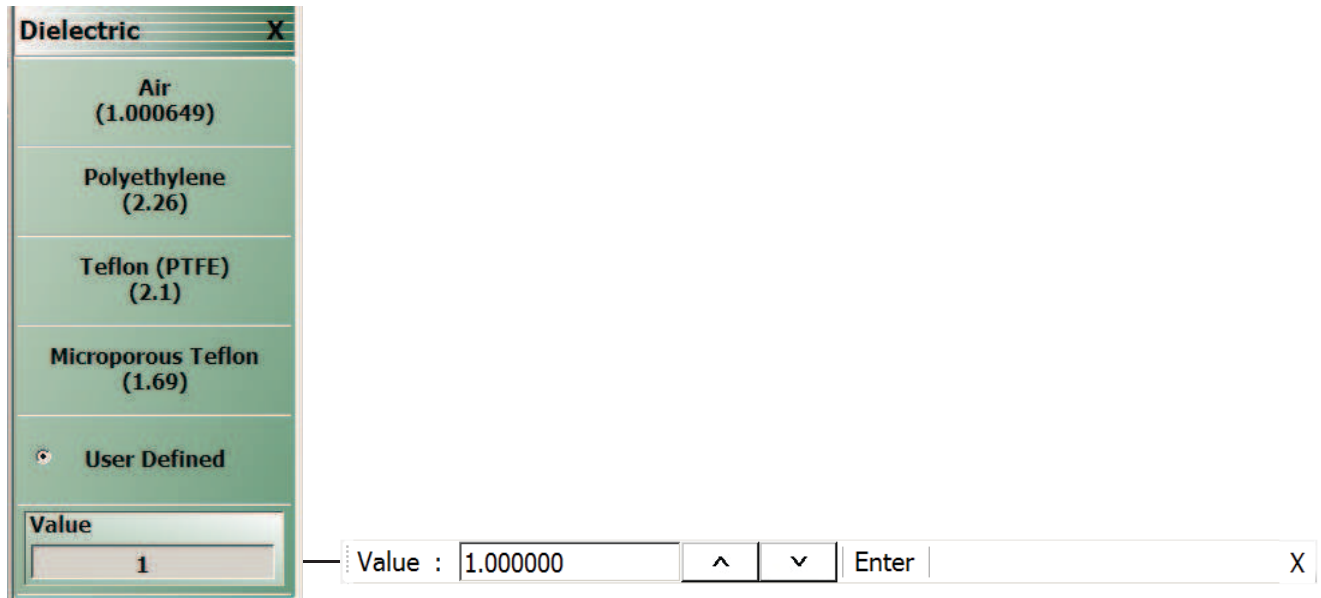 Dielectric X
Air
(1.000649)
Polyethylene
(2.26)
Teflon (PTFE)
(2.1)
Microporous Teflon
(1.69)
User Defined
Value
1
Value : 1.000000 Enter X